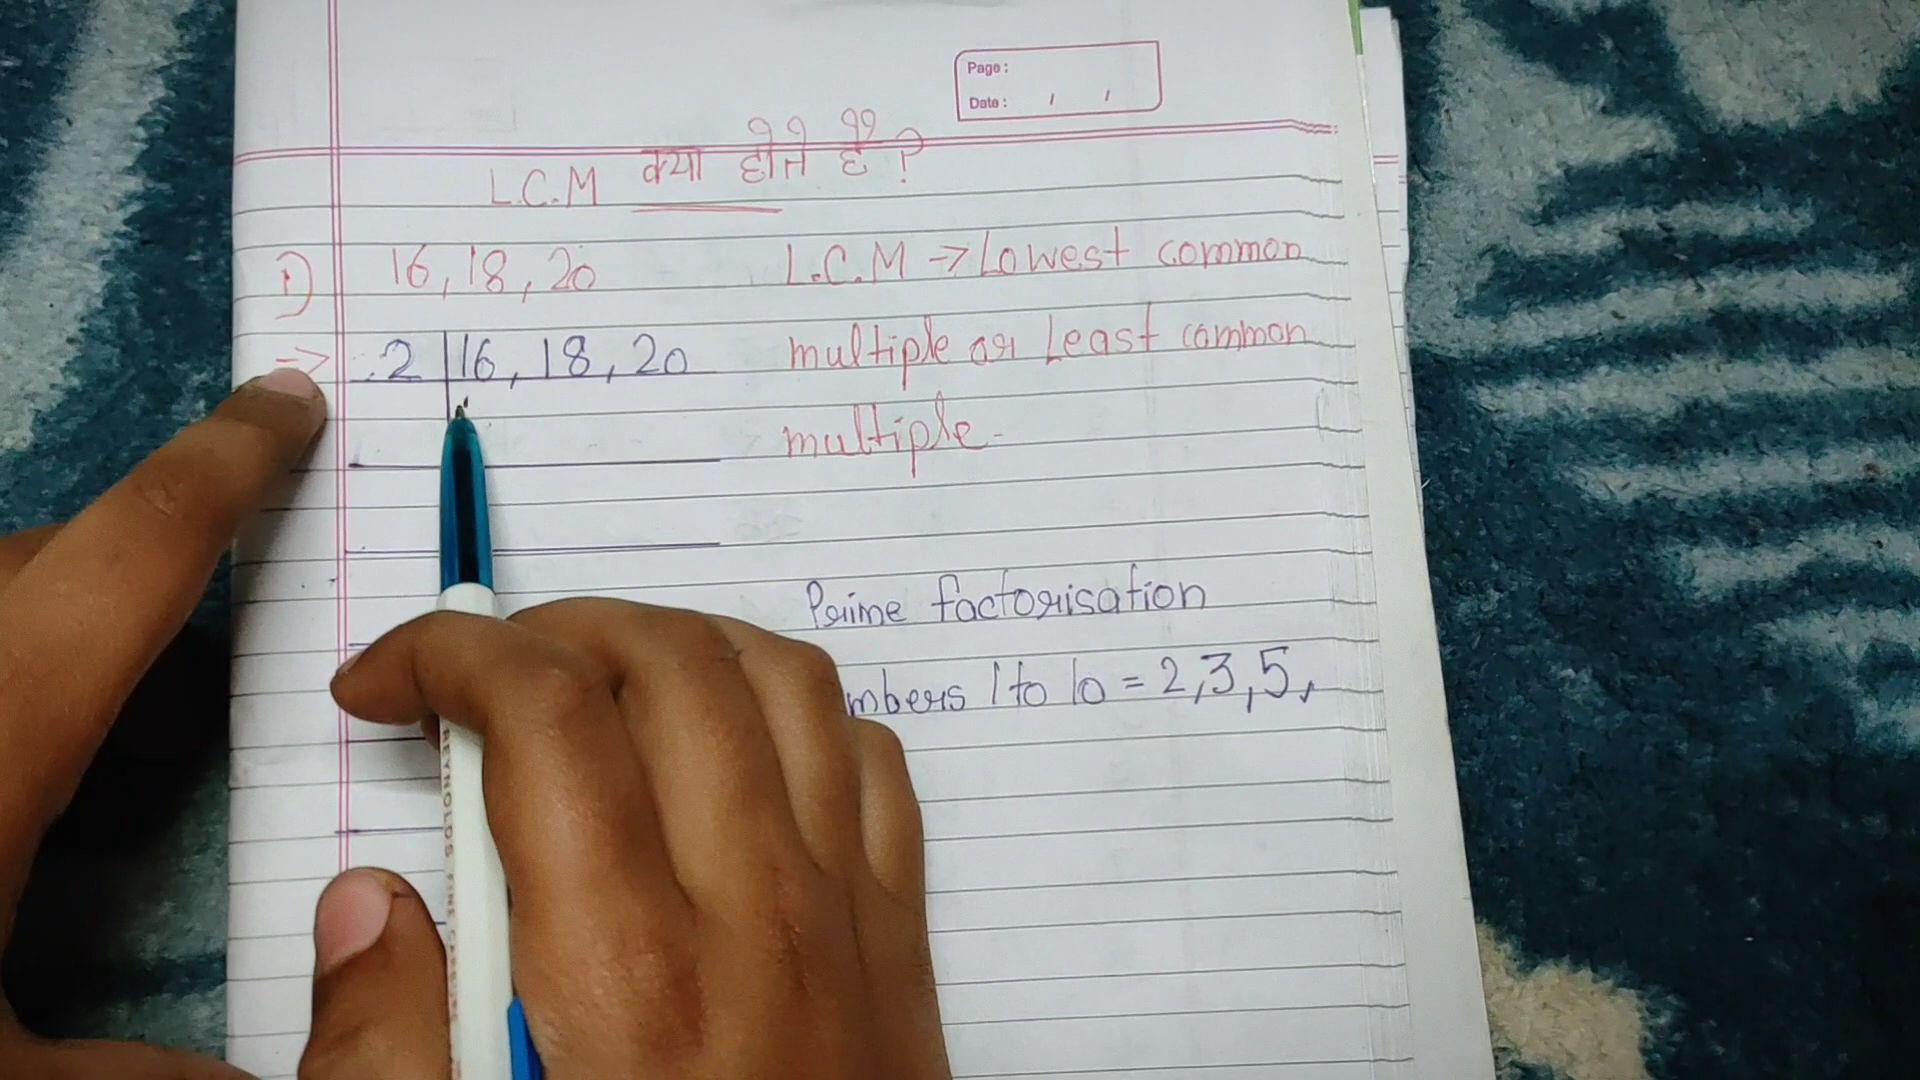 Page :
Date : / /
L.C.M क्या होते है ?
1) 16, 18, 20 L.C.M → Lowest common
→ 2 | 16, 18, 20 multiple or Least common
multiple
Prime factorisation
mbers 1 to 10 = 2, 3, 5,
REYNOLDS